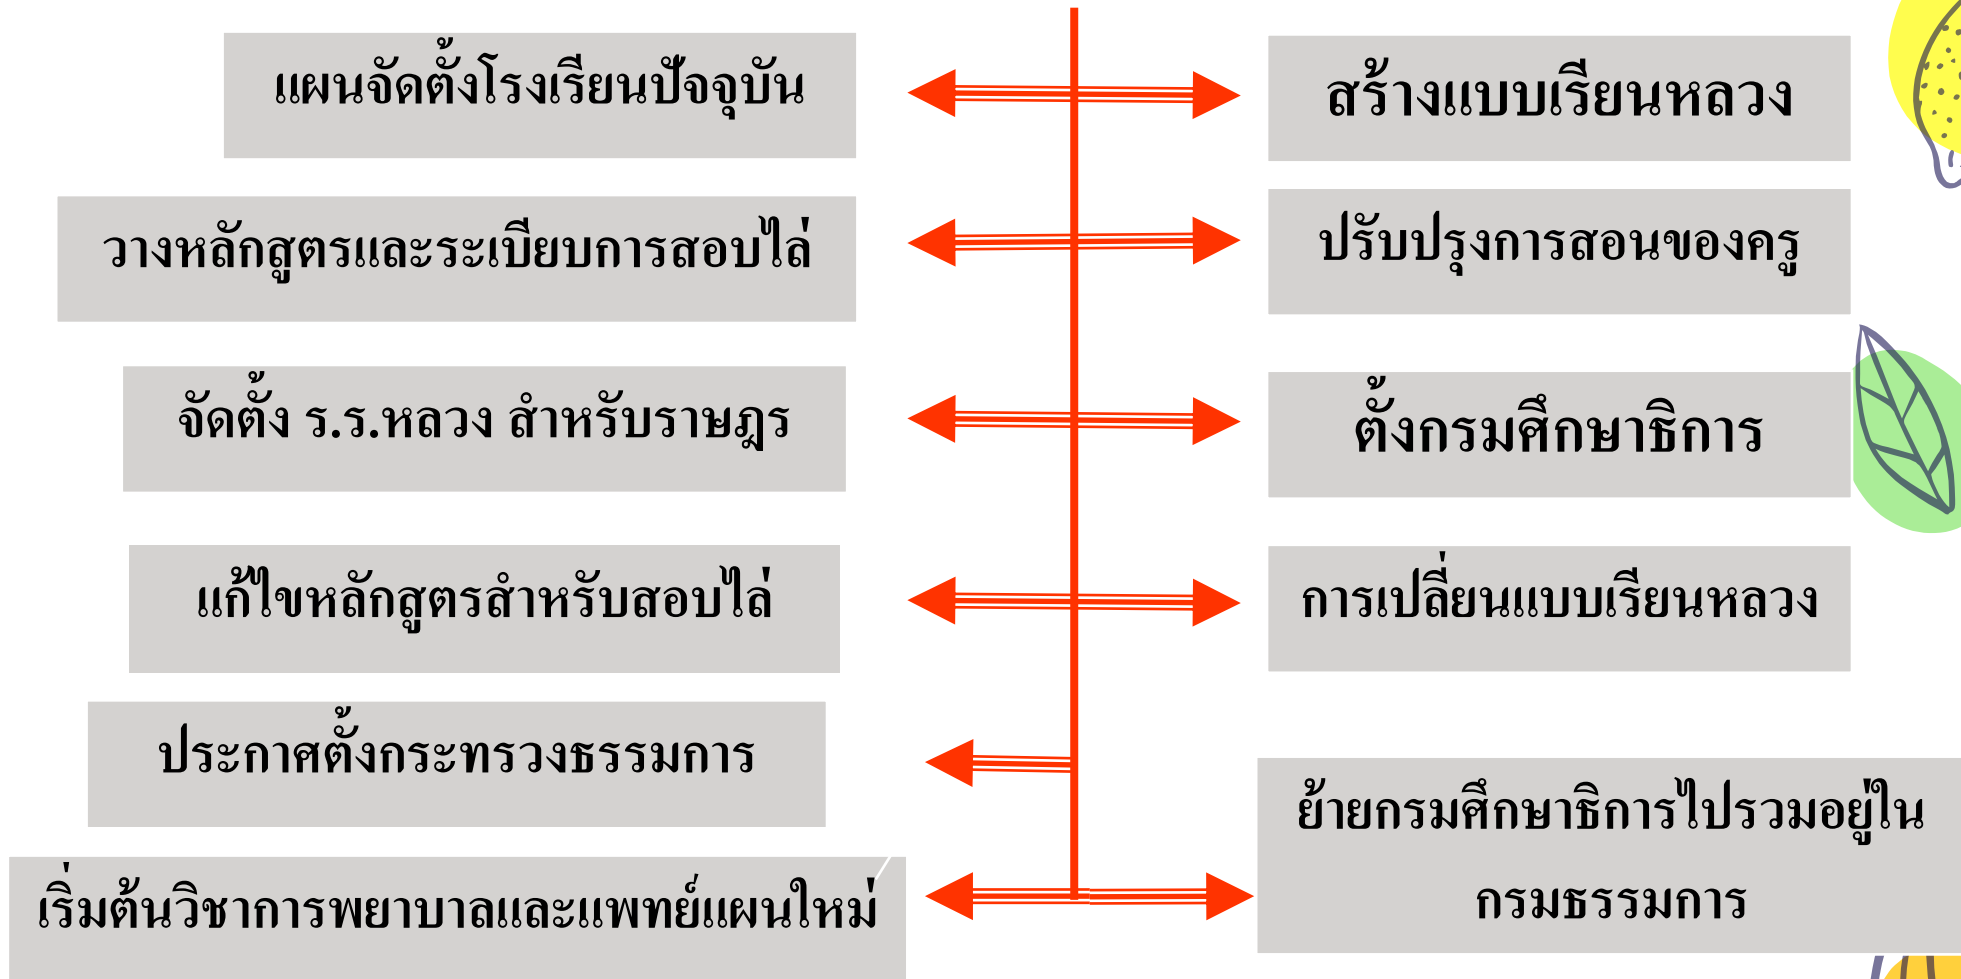 แผนจัดตั้งโรงเรียนปัจจุบัน
สร้างแบบเรียนหลวง
วางหลักสูตรและระเบียบการสอบไล่
ปรับปรุงการสอนของครู
จัดตั้ง ร.ร.หลวง สำหรับราษฎร
ตั้งกรมศึกษาธิการ
แก้ไขหลักสูตรสำหรับสอบไล่
การเปลี่ยนแบบเรียนหลวง
ประกาศตั้งกระทรวงธรรมการ
ย้ายกรมศึกษาธิการไปรวมอยู่ใน
กรมธรรมการ
เริ่มต้นวิชาการพยาบาลและแพทย์แผนใหม่